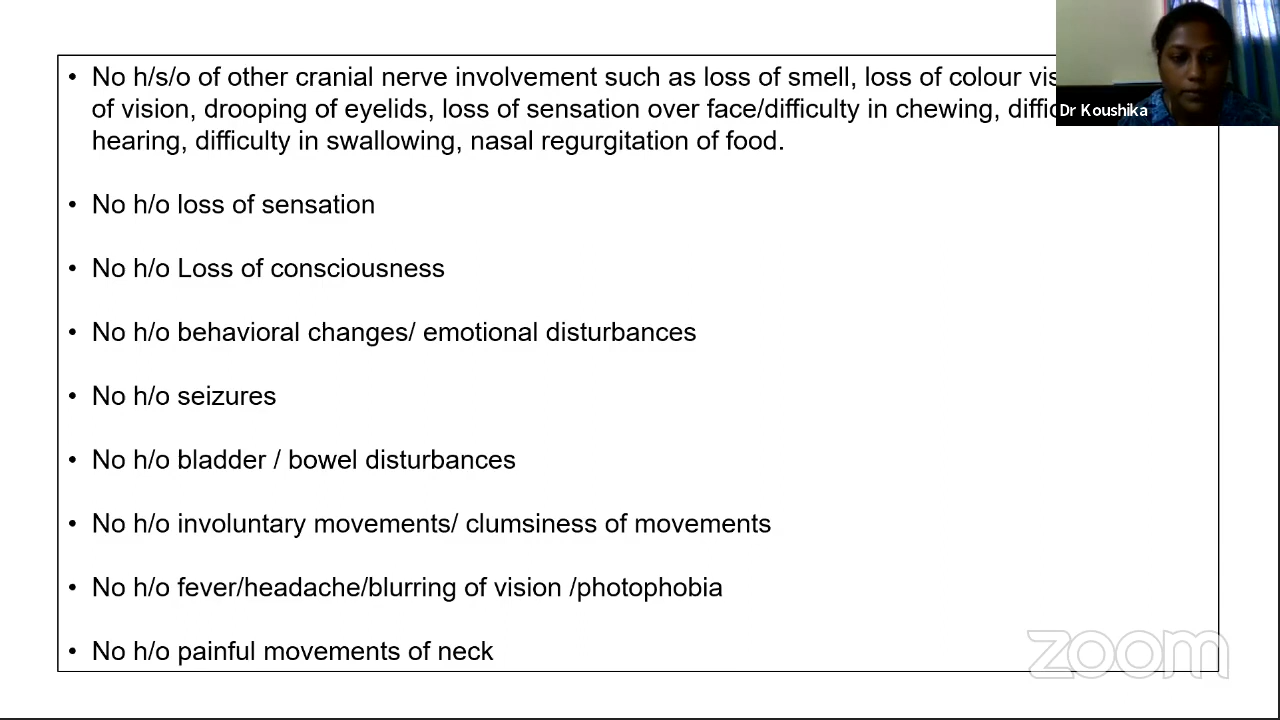 • No h/s/o of other cranial nerve involvement such as loss of smell, loss of colour
of vision, drooping of eyelids, loss of sensation over face/difficulty in chewing,
hearing, difficulty in swallowing, nasal regurgitation of food.
• No h/o loss of sensation
• No h/o Loss of consciousness
• No h/o behavioral changes/ emotional disturbances
• No h/o seizures
• No h/o bladder / bowel disturbances
• No h/o involuntary movements/ clumsiness of movements
• No h/o fever/headache/blurring of vision /photophobia
• No h/o painful movements of neck
Dr Koushika
zoom